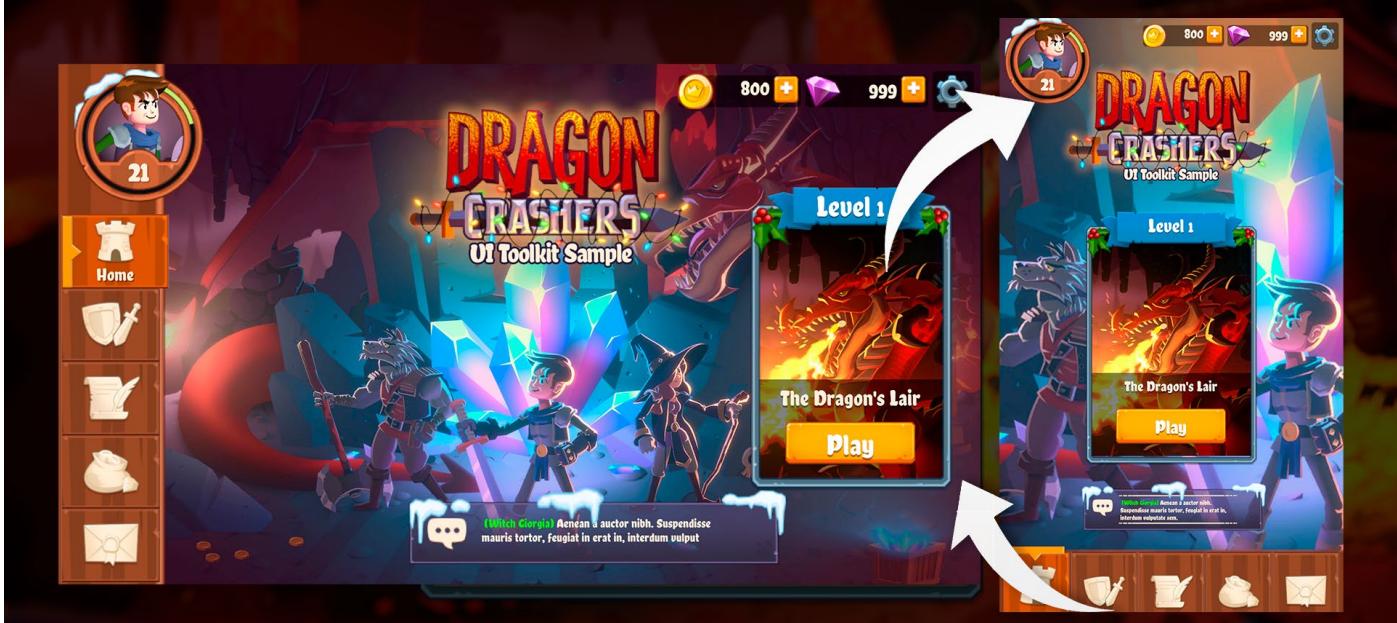 800
999
DRAGON
CRASHERS
UI Toolkit Sample
21
Home
Level 1
The Dragon's Lair
Play
(Witch Giorgia) Aenean a auctor nibh. Suspendisse
mauris tortor, feugiat in erat in, interdum vulput
800
999
21
DRAGON
CRASHERS
UI Toolkit Sample
Level 1
The Dragon's Lair
Play
(Witch Giorgia) Aenean a auctor nibh.
Suspendisse mauris tortor, feugiat in erat in,
interdum vulputate sem.